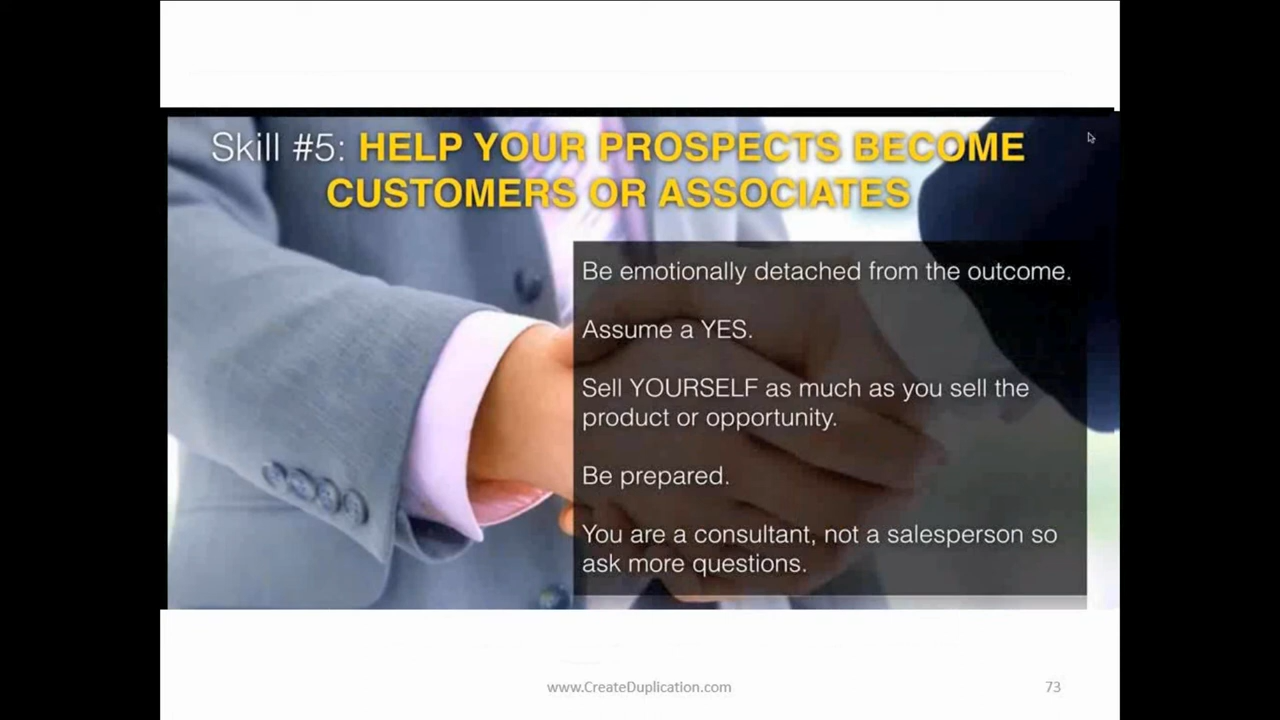 Skill #5: HELP YOUR PROSPECTS BECOME
CUSTOMERS OR ASSOCIATES
Be emotionally detached from the outcome.
Assume a YES.
Sell YOURSELF as much as you sell the
product or opportunity.
Be prepared.
You are a consultant, not a salesperson so
ask more questions.
www.CreateDuplication.com
73